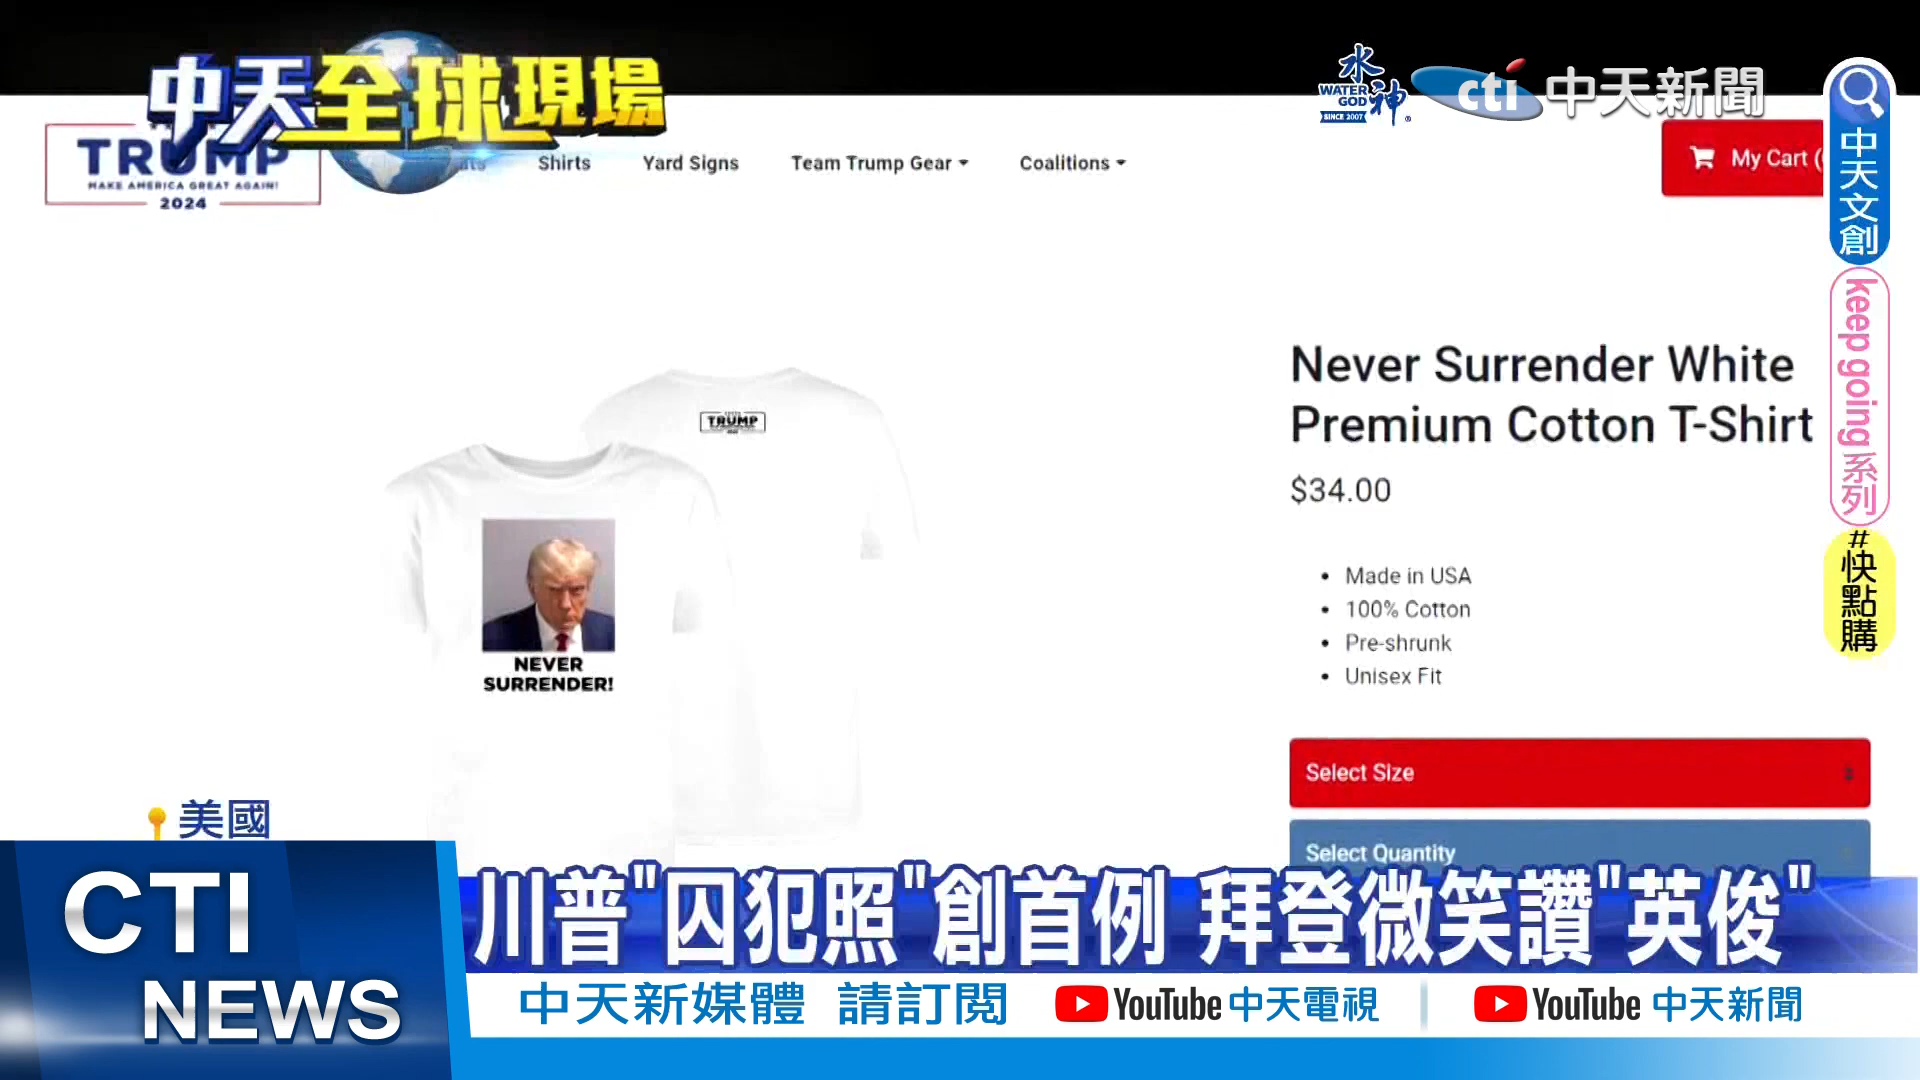 中天全球現場
水神
WATER GOD
SINCE 2007
cti 中天新聞
TRUMP
MAKE AMERICA GREAT AGAIN!
2024
Shirts
Yard Signs
Team Trump Gear
Coalitions
My Cart
中天文創
keep going系列
#快點購
Never Surrender White
Premium Cotton T-Shirt
$34.00
Made in USA
100% Cotton
Pre-shrunk
Unisex Fit
TRUMP
NEVER
SURRENDER!
Select Size
Select Quantity
美國
CTI
NEWS
川普"囚犯照"創首例 拜登微笑讚"英俊"
中天新媒體 請訂閱 YouTube 中天電視 YouTube 中天新聞